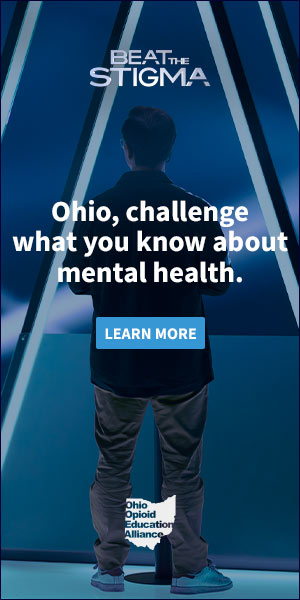 BEAT THE
STIGMA
Ohio, challenge
what you know about
mental health.
LEARN MORE
Ohio
Opioid
Education
Alliance